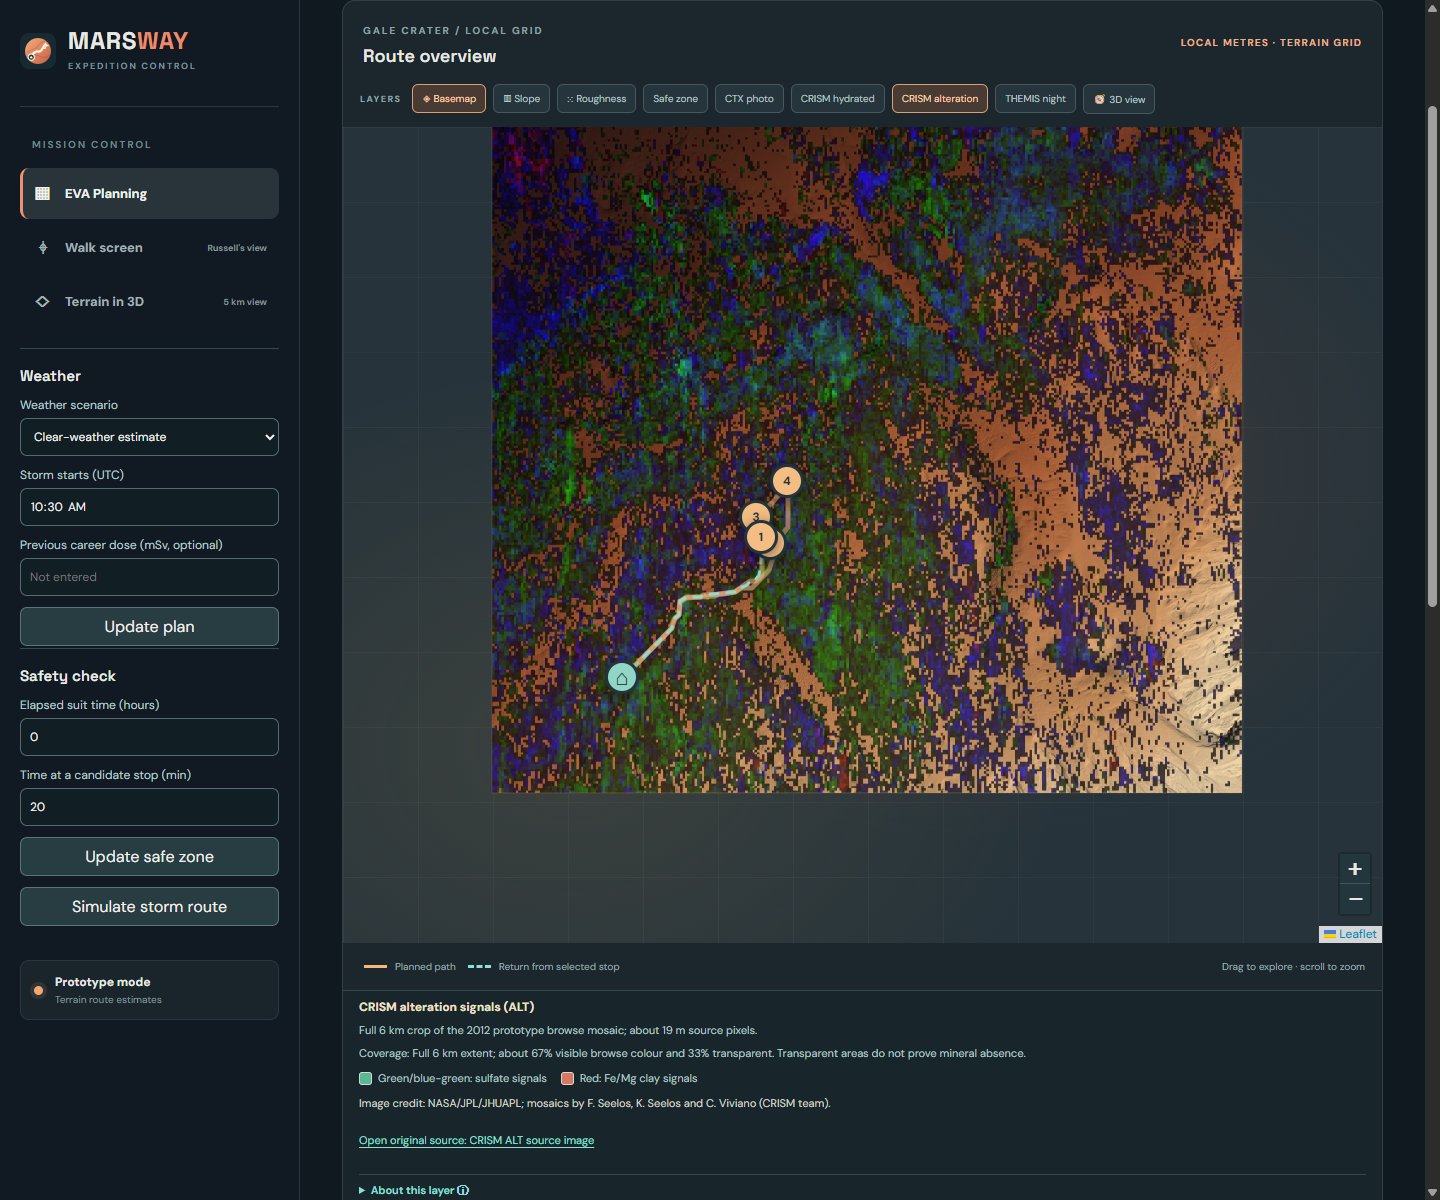 MARSWAY
EXPEDITION CONTROL
MISSION CONTROL
EVA Planning
Walk screen
Russell's view
Terrain in 3D
5 km view
Weather
Weather scenario
Clear-weather estimate
Storm starts (UTC)
10:30 AM
Previous career dose (mSv, optional)
Not entered
Update plan
Safety check
Elapsed suit time (hours)
0
Time at a candidate stop (min)
20
Update safe zone
Simulate storm route
Prototype mode
Terrain route estimates
GALE CRATER / LOCAL GRID
Route overview
LOCAL METRES · TERRAIN GRID
LAYERS
Basemap
Slope
Roughness
Safe zone
CTX photo
CRISM hydrated
CRISM alteration
THEMIS night
3D view
4
3
1
+
−
Leaflet
Planned path
Return from selected stop
Drag to explore · scroll to zoom
CRISM alteration signals (ALT)
Full 6 km crop of the 2012 prototype browse mosaic; about 19 m source pixels.
Coverage: Full 6 km extent; about 67% visible browse colour and 33% transparent. Transparent areas do not prove mineral absence.
Green/blue-green: sulfate signals
Red: Fe/Mg clay signals
Image credit: NASA/JPL/JHUAPL; mosaics by F. Seelos, K. Seelos and C. Viviano (CRISM team).
Open original source: CRISM ALT source image
About this layer ⓘ